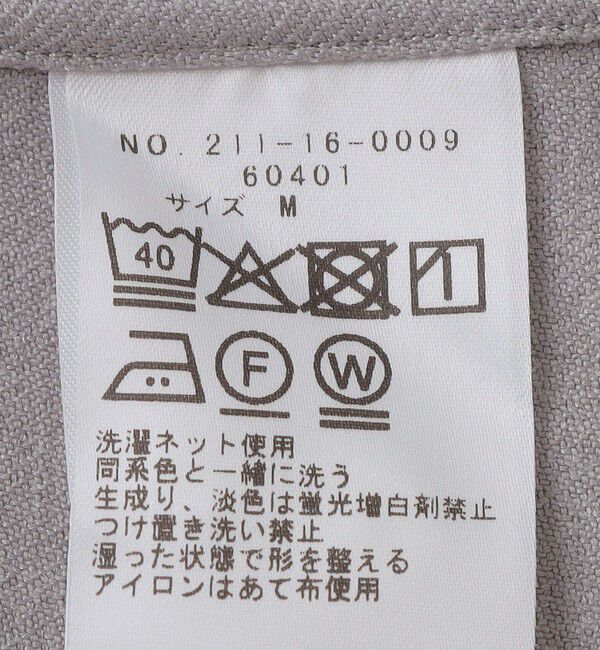 NO. 211-16-0009
60401
サイズ M
40
F W
洗濯ネット使用
同系色と一緒に洗う
生成り、淡色は蛍光増白剤禁止
つけ置き洗い禁止
湿った状態で形を整える
アイロンはあて布使用